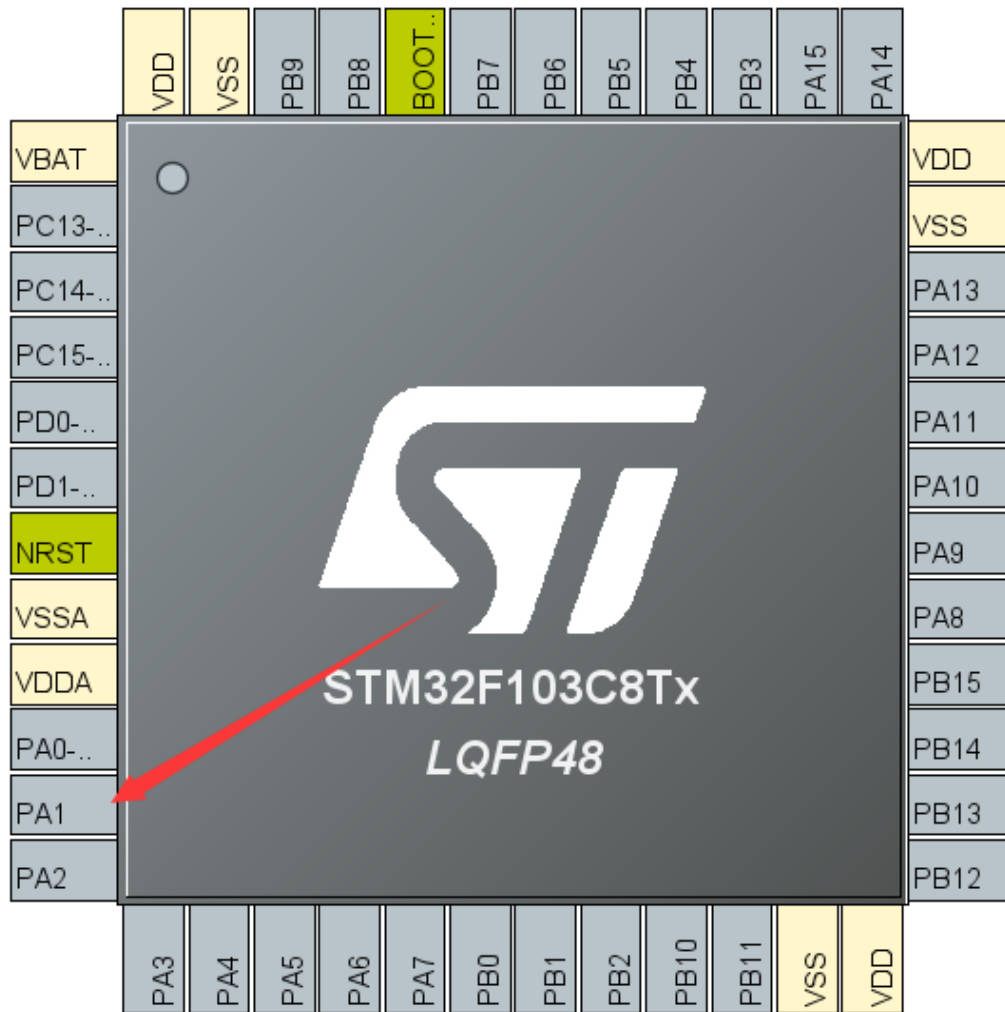 VDD
VSS
PB9
PB8
BOOT..
PB7
PB6
PB5
PB4
PB3
PA15
PA14
VBAT
PC13-..
PC14-..
PC15-..
PD0-..
PD1-..
NRST
VSSA
VDDA
PA0-..
PA1
PA2
VDD
VSS
PA13
PA12
PA11
PA10
PA9
PA8
PB15
PB14
PB13
PB12
ST
STM32F103C8Tx
LQFP48
PA3
PA4
PA5
PA6
PA7
PB0
PB1
PB2
PB10
PB11
VSS
VDD